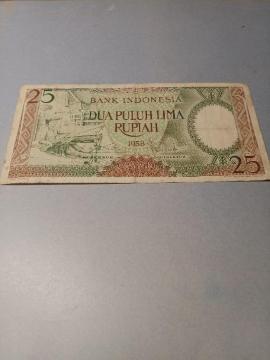 25
BANK INDONESIA
DUA PULUH LIMA
RUPIAH
1958
25